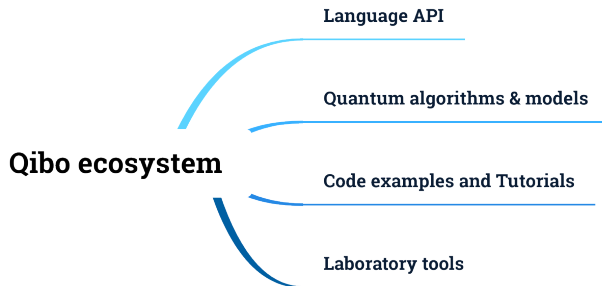 Language API
Quantum algorithms & models
Qibo ecosystem
Code examples and Tutorials
Laboratory tools